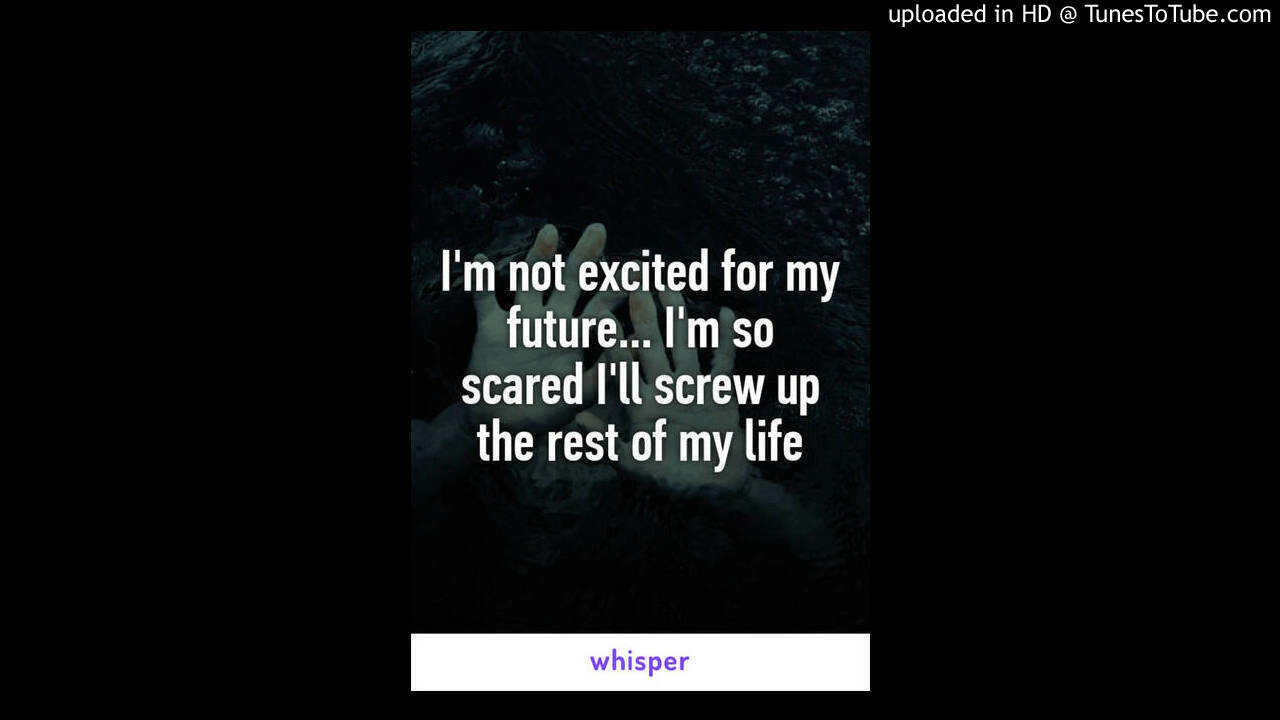 uploaded in HD @ TunesToTube.com
I'm not excited for my
future... I'm so
scared I'll screw up
the rest of my life
whisper